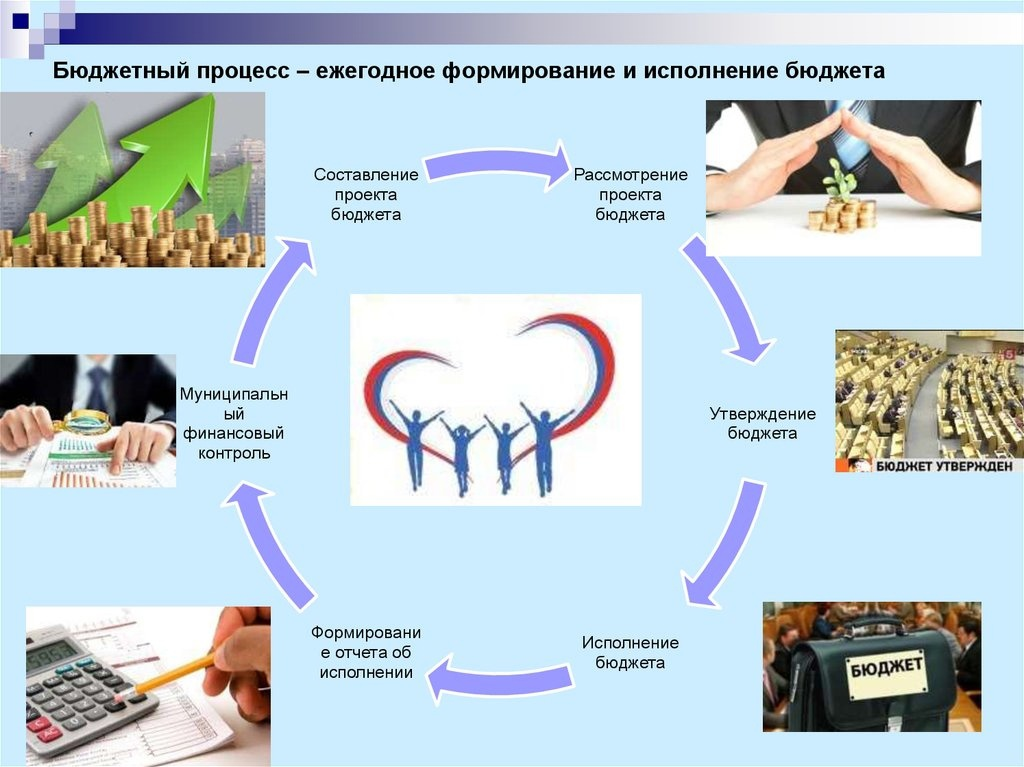 Бюджетный процесс – ежегодное формирование и исполнение бюджета
Составление
проекта
бюджета
Рассмотрение
проекта
бюджета
Утверждение
бюджета
БЮДЖЕТ УТВЕРЖДЕН
Исполнение
бюджета
БЮДЖЕТ
Формировани
е отчета об
исполнении
Муниципальн
ый
финансовый
контроль